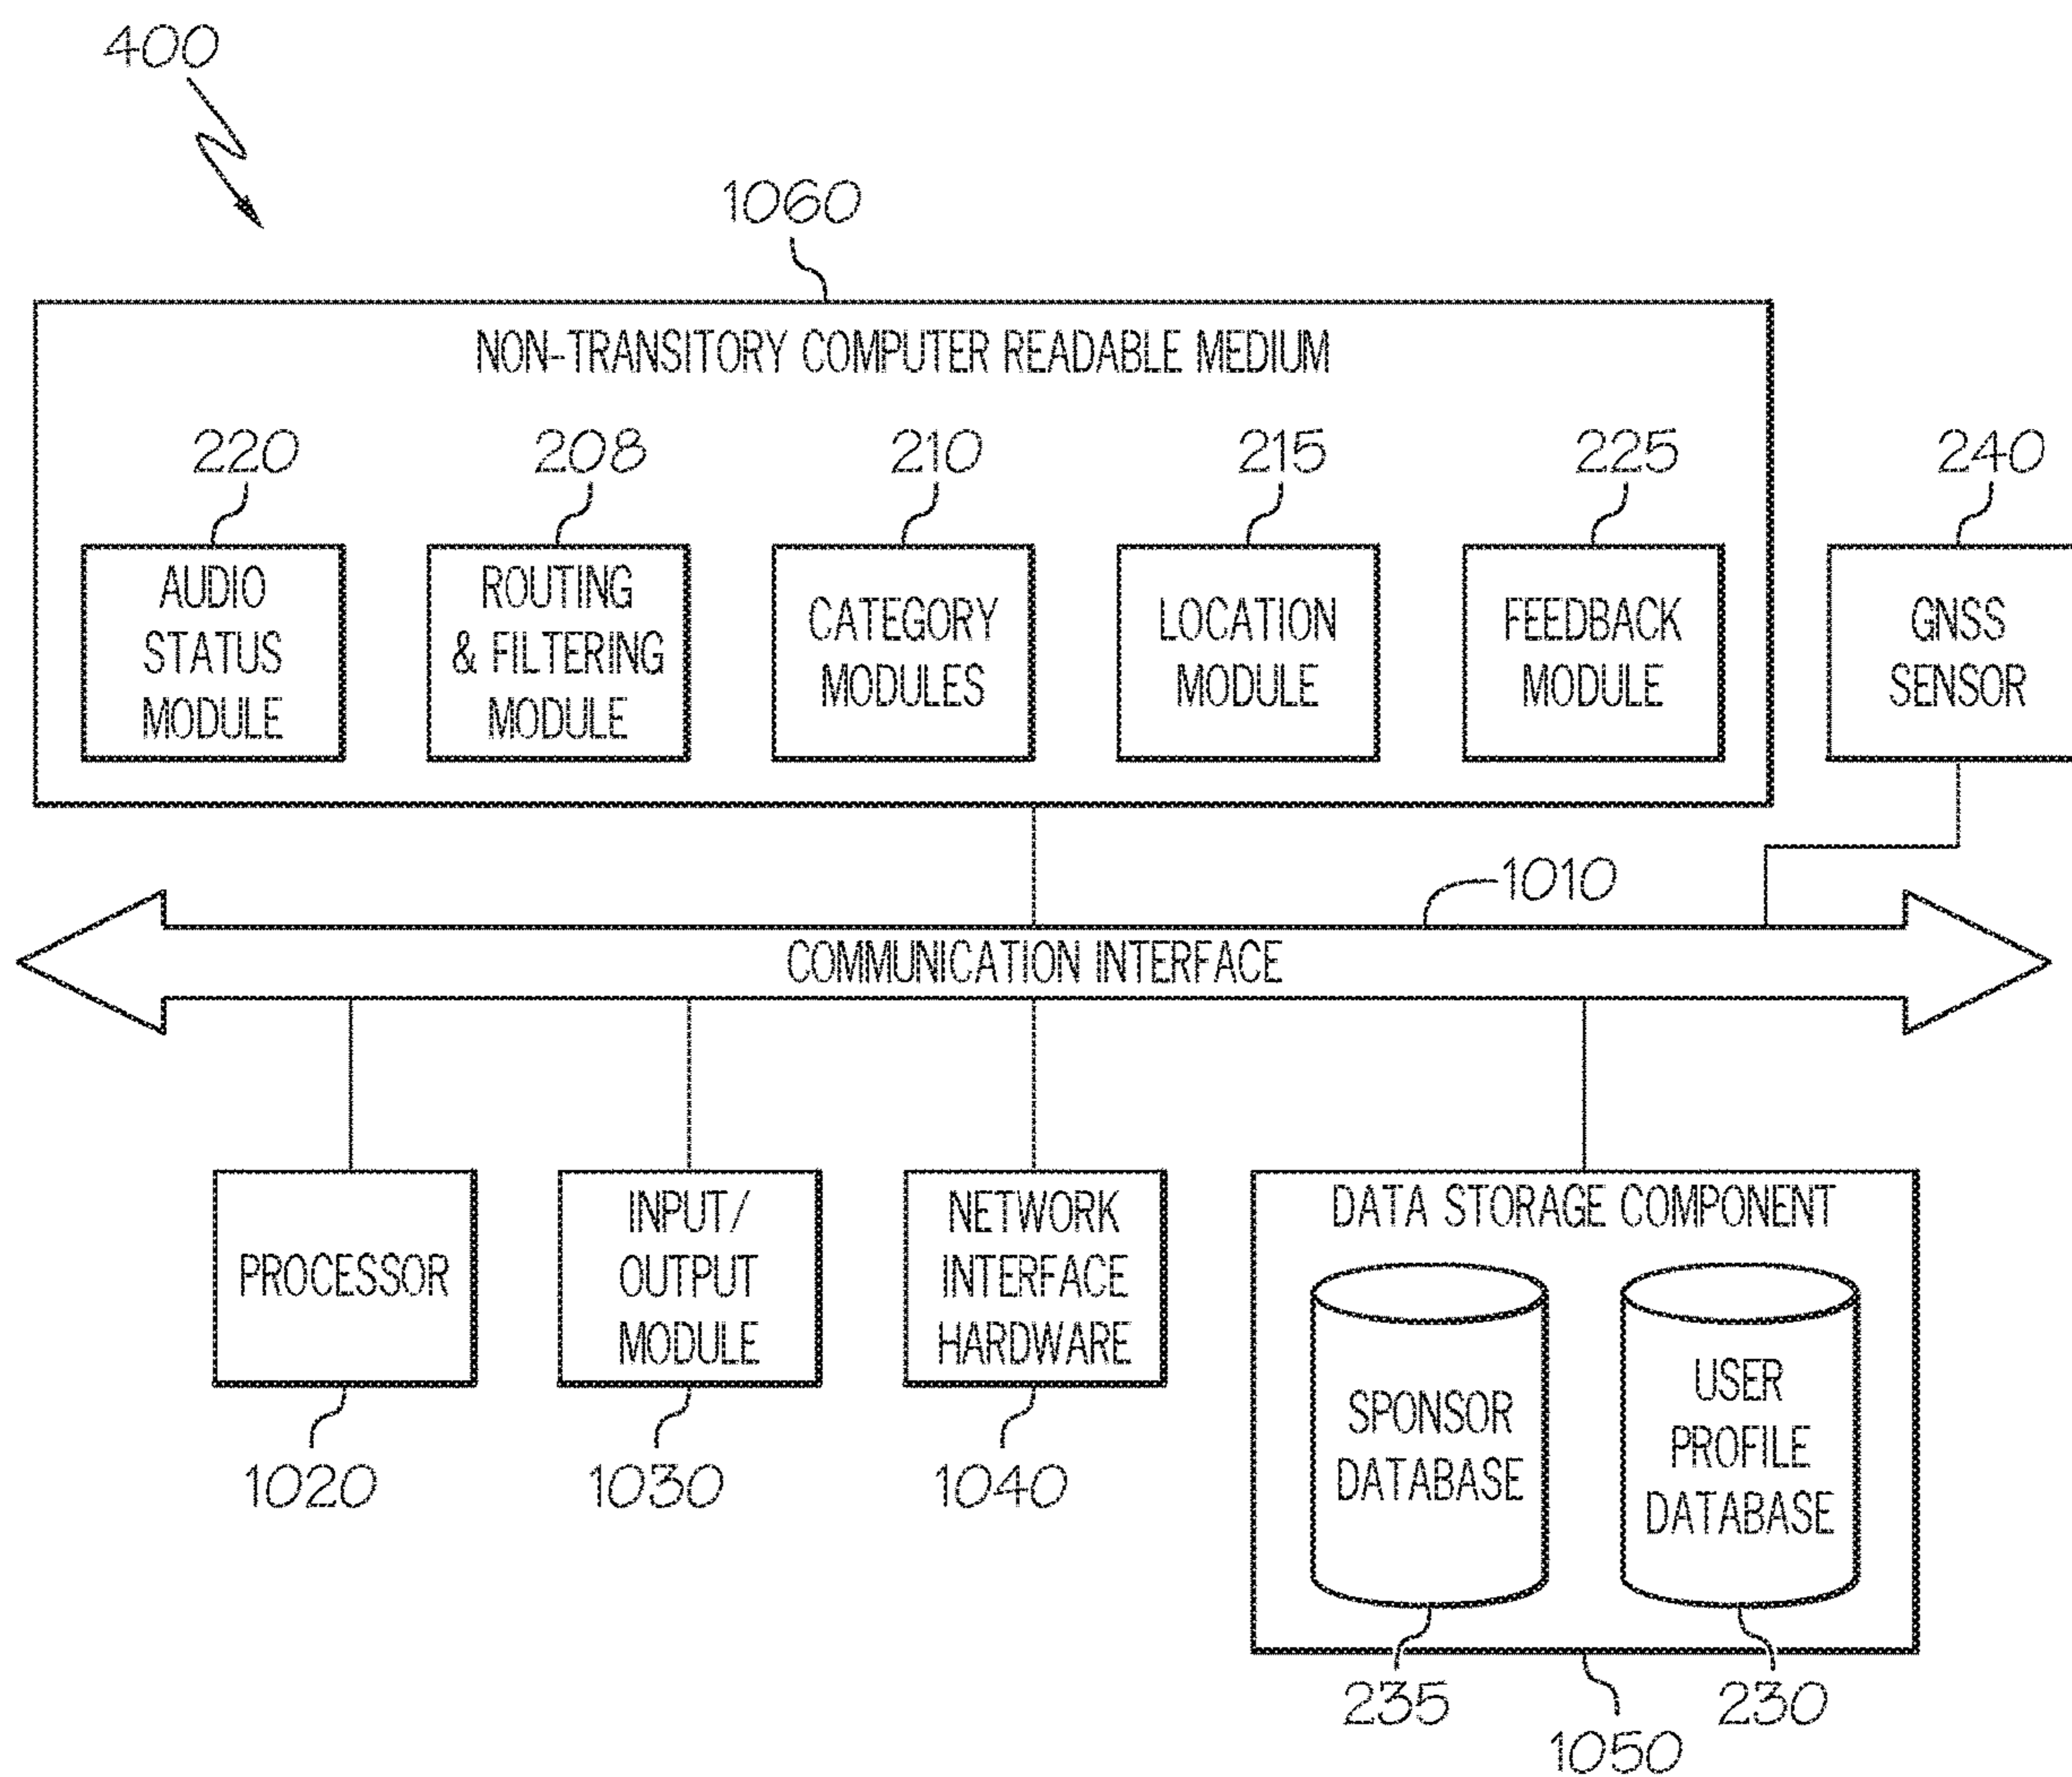 400
1060
NON-TRANSITORY COMPUTER READABLE MEDIUM
220
208
210
215
225
240
AUDIO
STATUS
MODULE
ROUTING
& FILTERING
MODULE
CATEGORY
MODULES
LOCATION
MODULE
FEEDBACK
MODULE
GNSS
SENSOR
1010
COMMUNICATION INTERFACE
PROCESSOR
INPUT/
OUTPUT
MODULE
NETWORK
INTERFACE
HARDWARE
DATA STORAGE COMPONENT
SPONSOR
DATABASE
USER
PROFILE
DATABASE
1020
1030
1040
235
230
1050